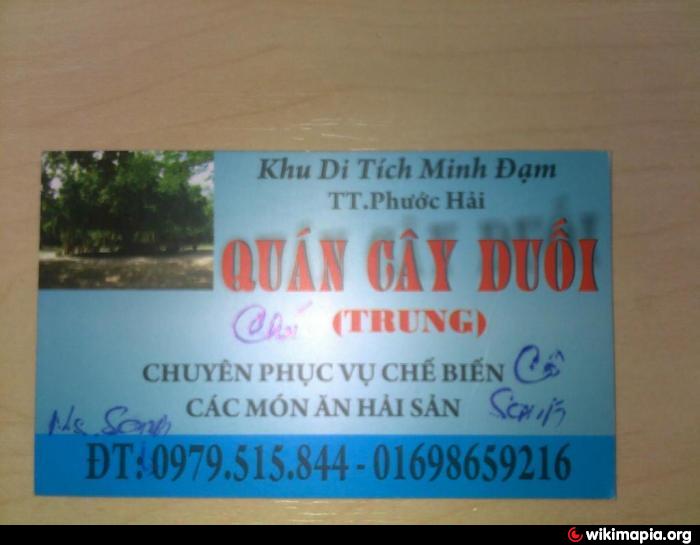 Khu Di Tích Minh Đạm
TT.Phước Hải
QUÁN CÂY DUỐI
(TRUNG)
CHUYÊN PHỤC VỤ CHẾ BIẾN
CÁC MÓN ĂN HẢI SẢN
ĐT: 0979.515.844 - 01698659216
wikimapia.org